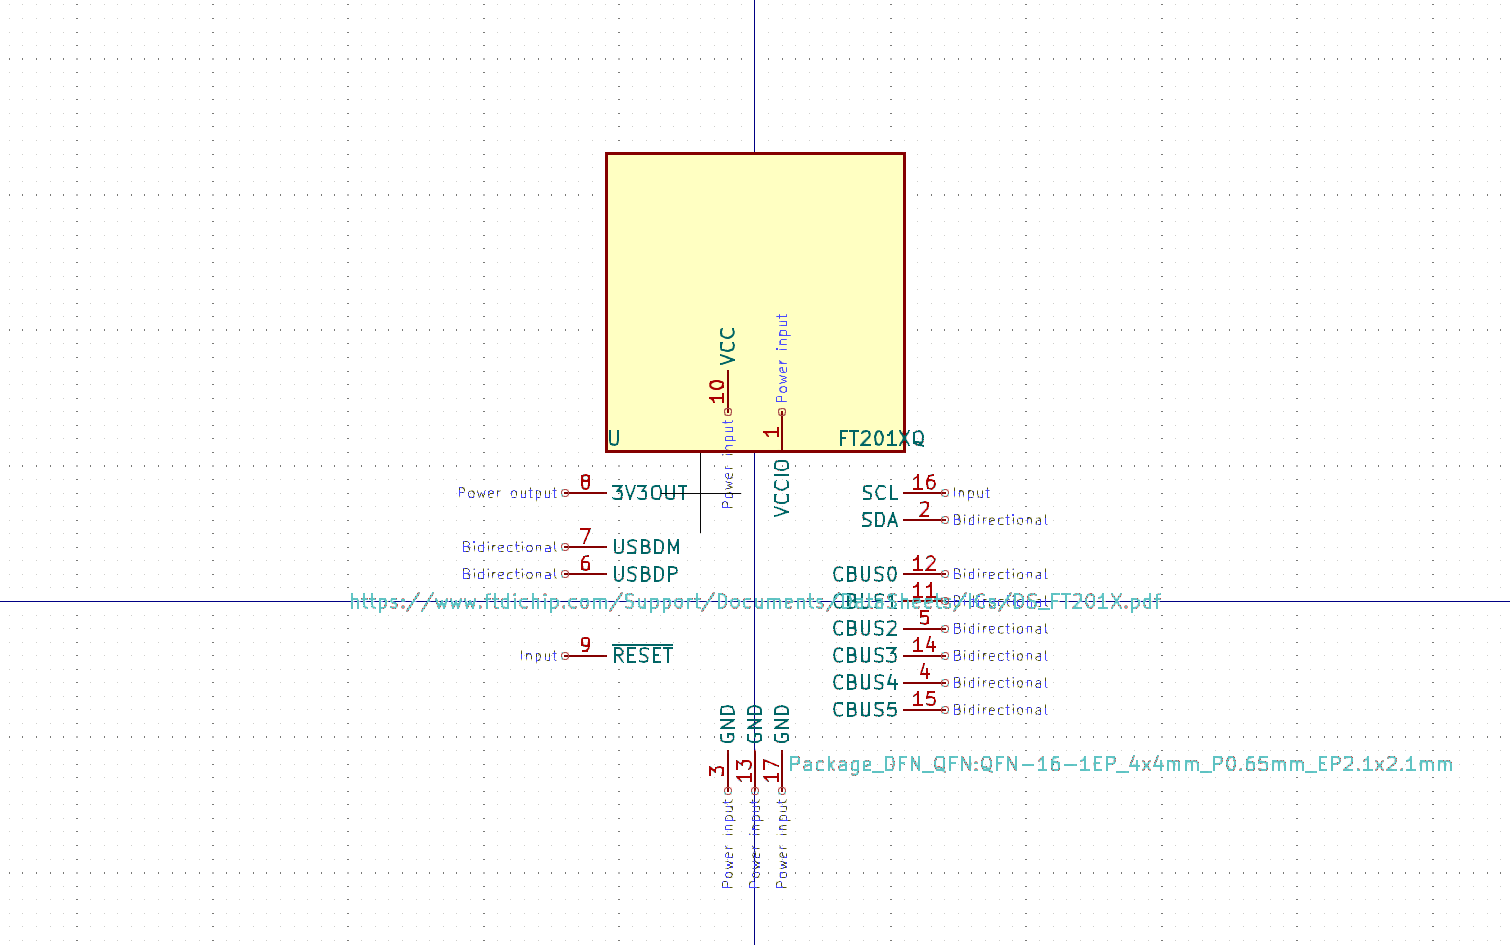 Power input
VCC
10
1
U
FT201XQ
Power input
VCCIO
Power output 8 3V3OUT
SCL 16 Input
SDA 2 Bidirectional
Bidirectional 7 USBDM
Bidirectional 6 USBDP
CBUS0 12 Bidirectional
CBUS1 11 Bidirectional
https://www.ftdichip.com/Support/Documents/DataSheets/ICs/DS_FT201X.pdf
CBUS2 5 Bidirectional
Input 9 RESET
CBUS3 14 Bidirectional
CBUS4 4 Bidirectional
CBUS5 15 Bidirectional
GND GND GND
3 13 17
Package_DFN_QFN:QFN-16-1EP_4x4mm_P0.65mm_EP2.1x2.1mm
Power input Power input Power input